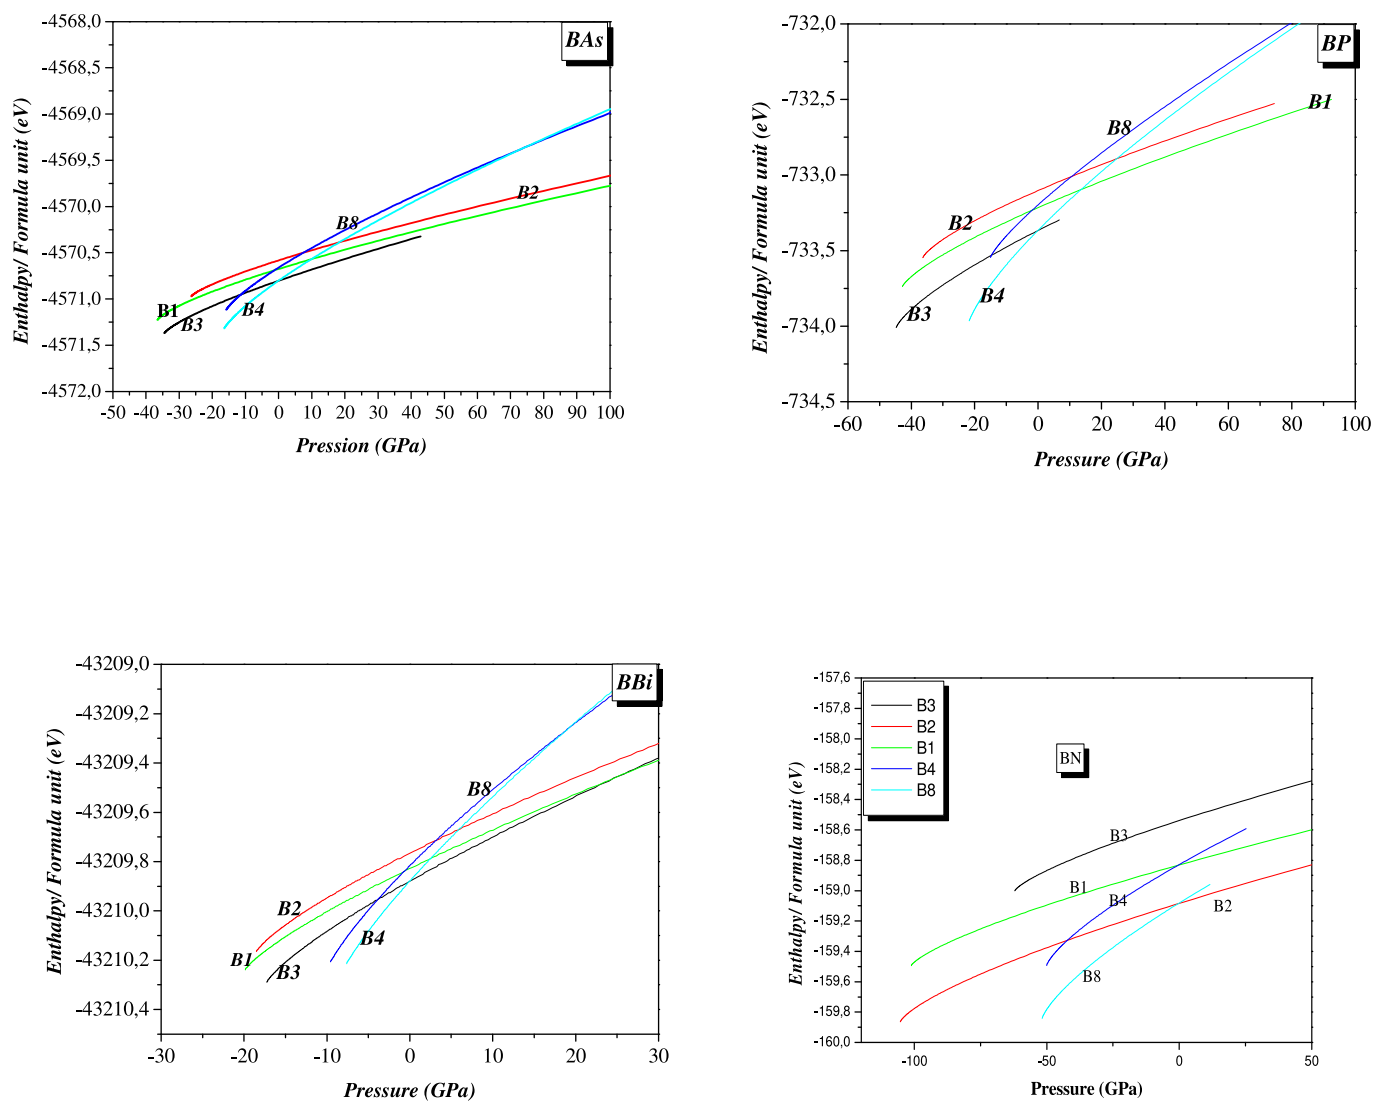 BAs
-4568,0
-4568,5
-4569,0
-4569,5
-4570,0
-4570,5
-4571,0
-4571,5
-4572,0
Enthalpy/ Formula unit (eV)
B2
B8
B1
B3
B4
-50 -40 -30 -20 -10 0 10 20 30 40 50 60 70 80 90 100
Pression (GPa)
BP
-732,0
-732,5
-733,0
-733,5
-734,0
-734,5
Enthalpy/ Formula unit (eV)
B1
B8
B2
B4
B3
-60 -40 -20 0 20 40 60 80 100
Pressure (GPa)
BBi
-43209,0
-43209,2
-43209,4
-43209,6
-43209,8
-43210,0
-43210,2
-43210,4
Enthalpy/ Formula unit (eV)
B8
B2
B4
B1
B3
-30 -20 -10 0 10 20 30
Pressure (GPa)
-157,6
-157,8
-158,0
-158,2
-158,4
-158,6
-158,8
-159,0
-159,2
-159,4
-159,6
-159,8
-160,0
Enthalpy/ Formula unit (eV)
B3
B2
B1
B4
B8
BN
B3
B1
B4
B2
B8
-100 -50 0 50
Pressure (GPa)